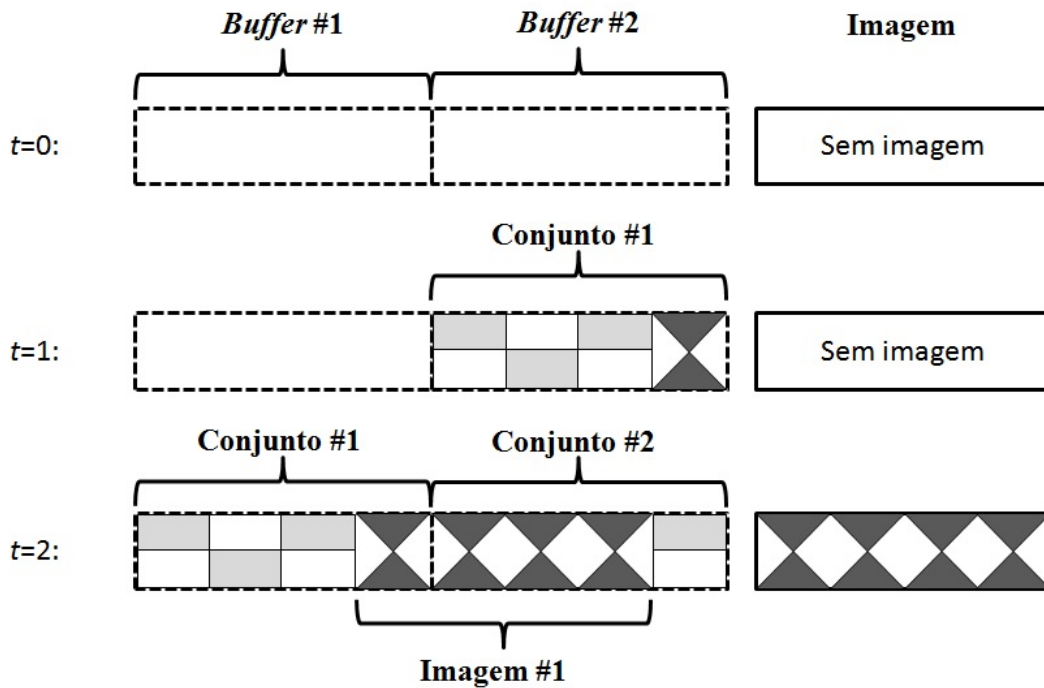 Buffer #1 Buffer #2 Imagem
t=0: Sem imagem
Conjunto #1
t=1: Sem imagem
Conjunto #1 Conjunto #2
t=2:
Imagem #1